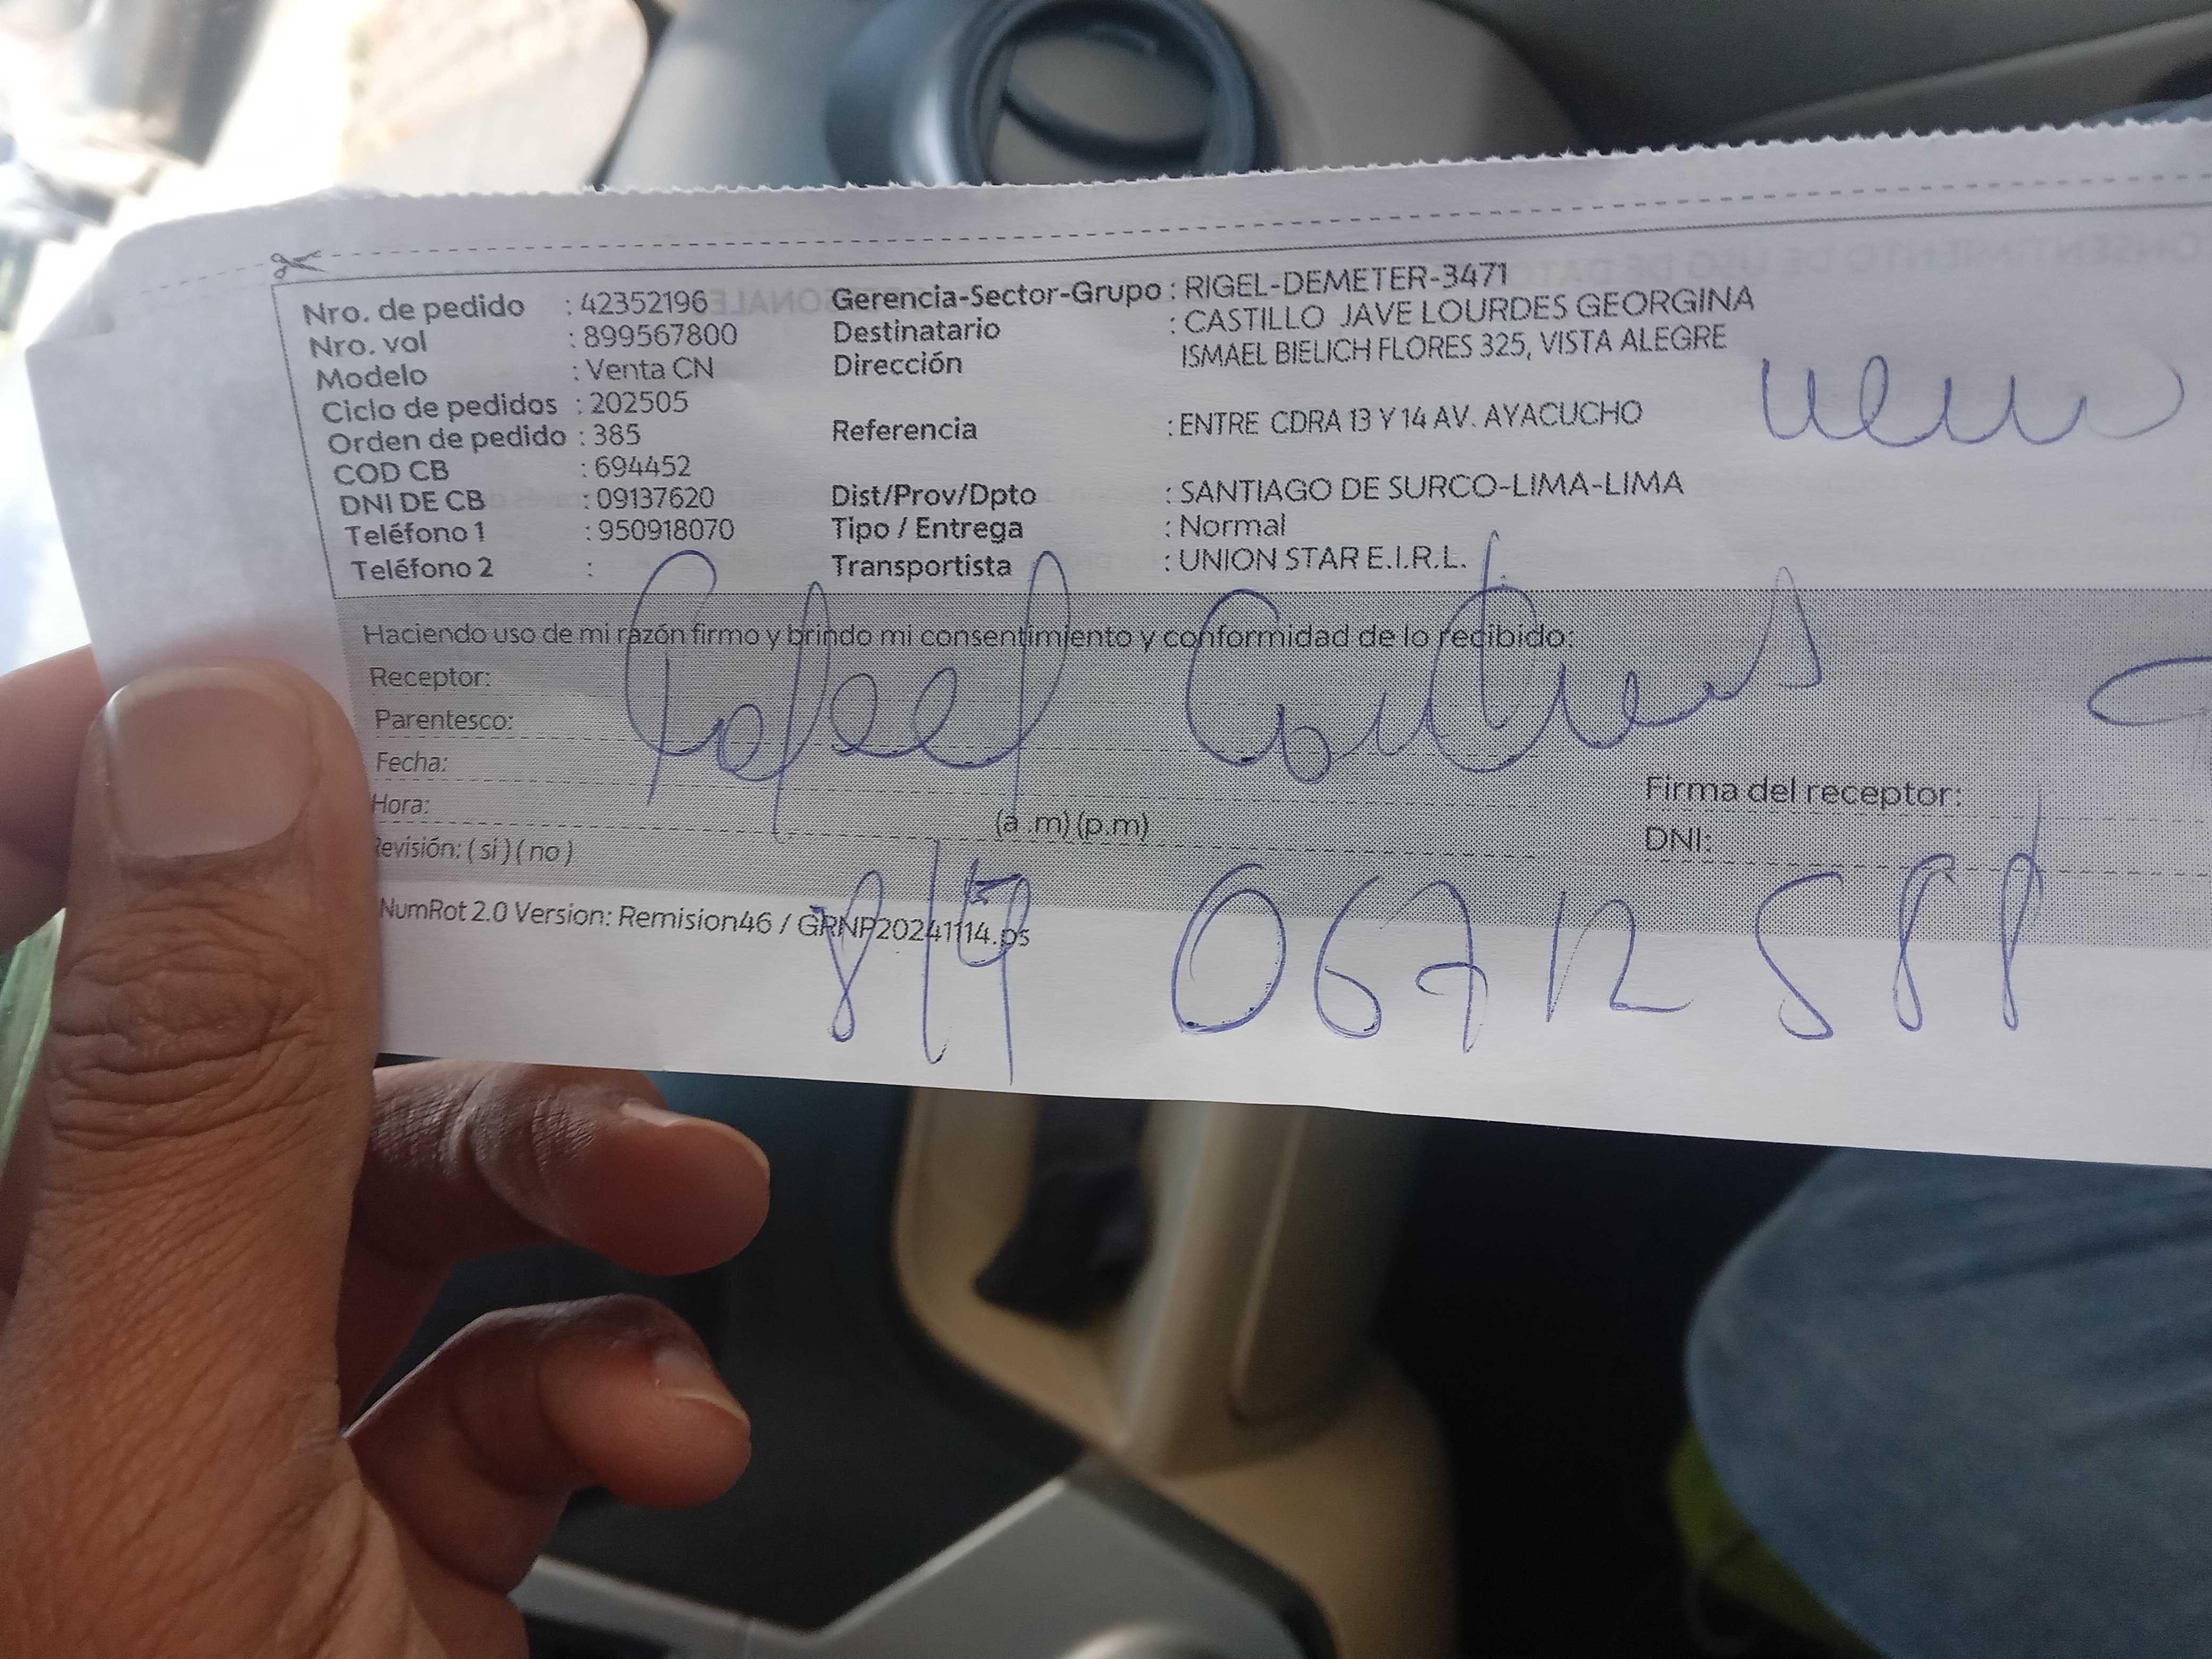 Nro. de pedido : 42352196
Nro. vol : 899567800
Modelo : Venta CN
Ciclo de pedidos : 202505
Orden de pedido : 385
COD CB : 694452
DNI DE CB : 09137620
Teléfono 1 : 950918070
Teléfono 2 :
Gerencia-Sector-Grupo : RIGEL-DEMETER-3471
Destinatario : CASTILLO JAVE LOURDES GEORGINA
Dirección ISMAEL BIELICH FLORES 325, VISTA ALEGRE
Referencia : ENTRE CDRA 13 Y 14 AV. AYACUCHO
Dist/Prov/Dpto : SANTIAGO DE SURCO-LIMA-LIMA
Tipo / Entrega : Normal
Transportista : UNION STAR E.I.R.L.
Haciendo uso de mi razón firmo y brindo mi consentimiento y conformidad de lo recibido:
Receptor:
Parentesco:
Fecha:
Hora: (a .m) (p.m)
Revisión: ( si ) ( no )
Firma del receptor:
DNI:
NumRot 2.0 Version: Remision46 / GRNP20241114.ps
06712588